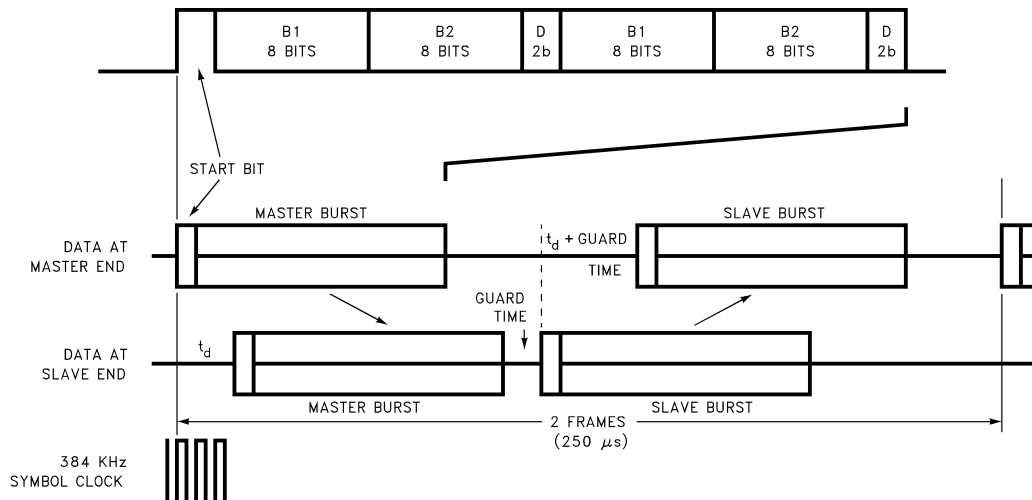 B1
8 BITS
B2
8 BITS
D
2b
B1
8 BITS
B2
8 BITS
D
2b
START BIT
MASTER BURST
SLAVE BURST
DATA AT
MASTER END
td + GUARD
TIME
GUARD
TIME
td
DATA AT
SLAVE END
MASTER BURST
SLAVE BURST
2 FRAMES
(250 μs)
384 KHz
SYMBOL CLOCK